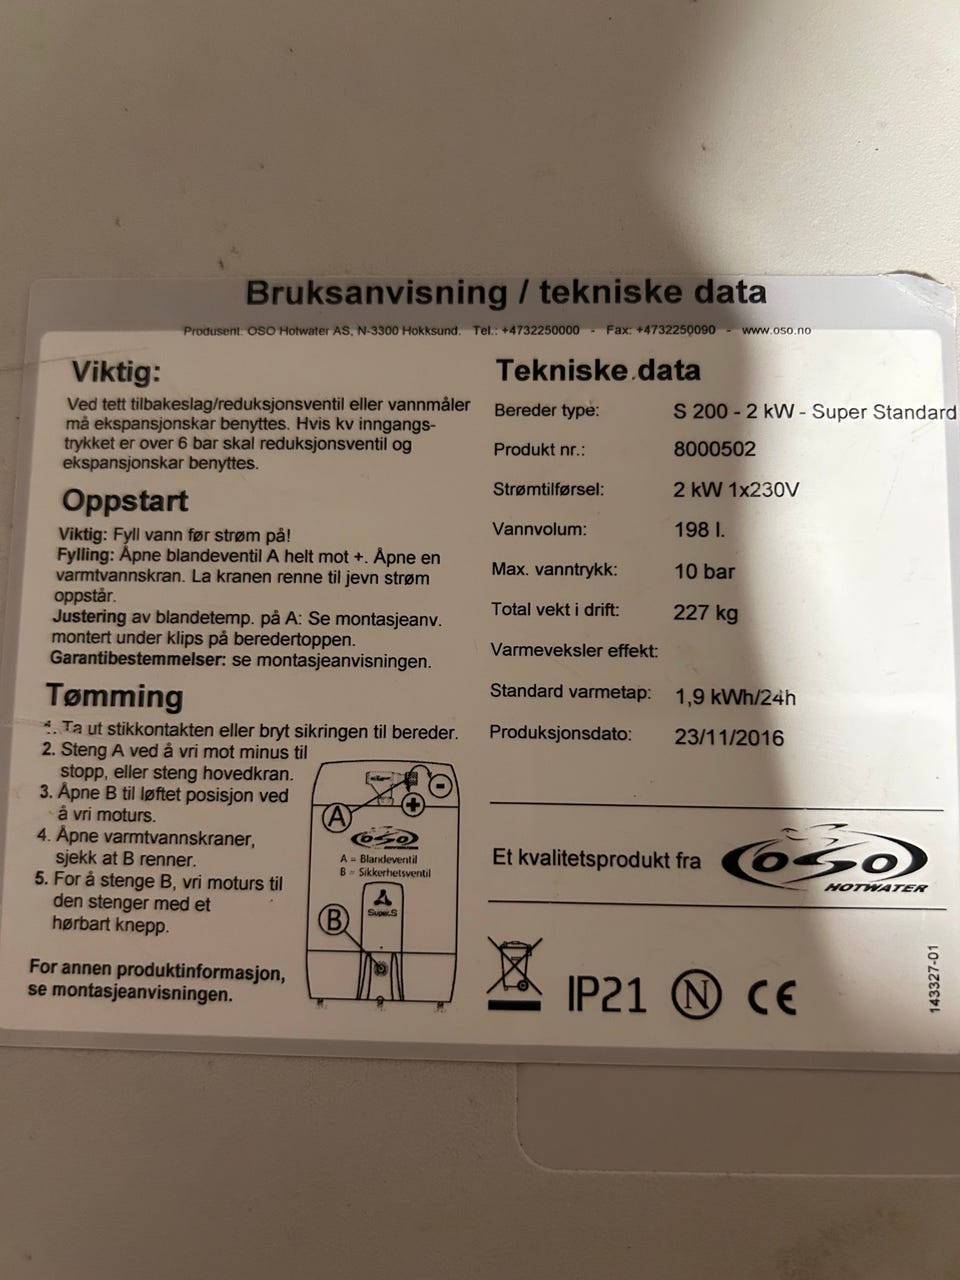 Bruksanvisning / tekniske data
Produsent: OSO Hotwater AS, N-3300 Hokksund. Tel.: +4732250000 - Fax: +4732250090 - www.oso.no
Viktig:
Ved tett tilbakeslag/reduksjonsventil eller vannmåler
må ekspansjonskar benyttes. Hvis kv inngangs-
trykket er over 6 bar skal reduksjonsventil og
ekspansjonskar benyttes.
Oppstart
Viktig: Fyll vann før strøm på!
Fylling: Åpne blandeventil A helt mot +. Åpne en
varmtvannskran. La kranen renne til jevn strøm
oppstår.
Justering av blandetemp. på A: Se montasjeanv.
montert under klips på beredertoppen.
Garantibestemmelser: se montasjeanvisningen.
Tømming
1. Ta ut stikkontakten eller bryt sikringen til bereder.
2. Steng A ved å vri mot minus til
stopp, eller steng hovedkran.
3. Åpne B til løftet posisjon ved
å vri moturs.
4. Åpne varmtvannskraner,
sjekk at B renner.
5. For å stenge B, vri moturs til
den stenger med et
hørbart knepp.
For annen produktinformasjon,
se montasjeanvisningen.
A
- 
+
OSO
HOTWATER
A = Blandeventil
B = Sikkerhetsventil
Super.S
B
Tekniske data
Bereder type: S 200 - 2 kW - Super Standard
Produkt nr.: 8000502
Strømtilførsel: 2 kW 1x230V
Vannvolum: 198 l.
Max. vanntrykk: 10 bar
Total vekt i drift: 227 kg
Varmeveksler effekt:
Standard varmetap: 1,9 kWh/24h
Produksjonsdato: 23/11/2016
Et kvalitetsprodukt fra OSO
HOTWATER
IP21 N CE
143327-01